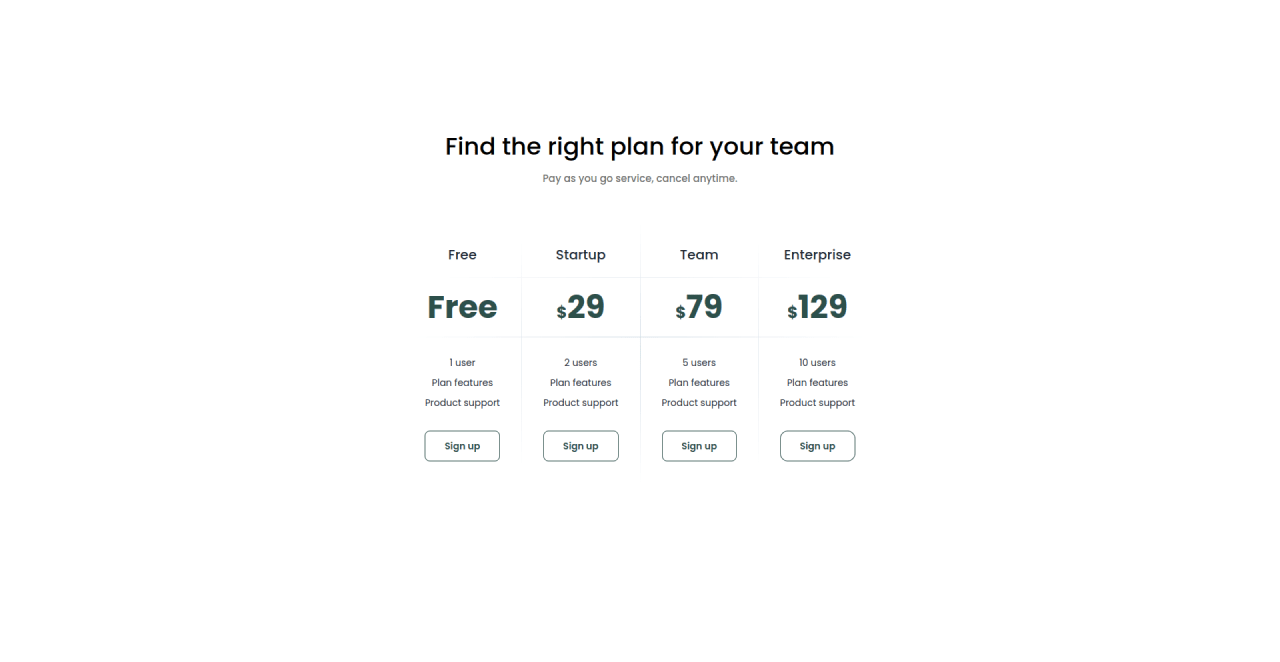 Find the right plan for your team
Pay as you go service, cancel anytime.
Free Startup Team Enterprise
Free $29 $79 $129
1 user 2 users 5 users 10 users
Plan features Plan features Plan features Plan features
Product support Product support Product support Product support
Sign up Sign up Sign up Sign up